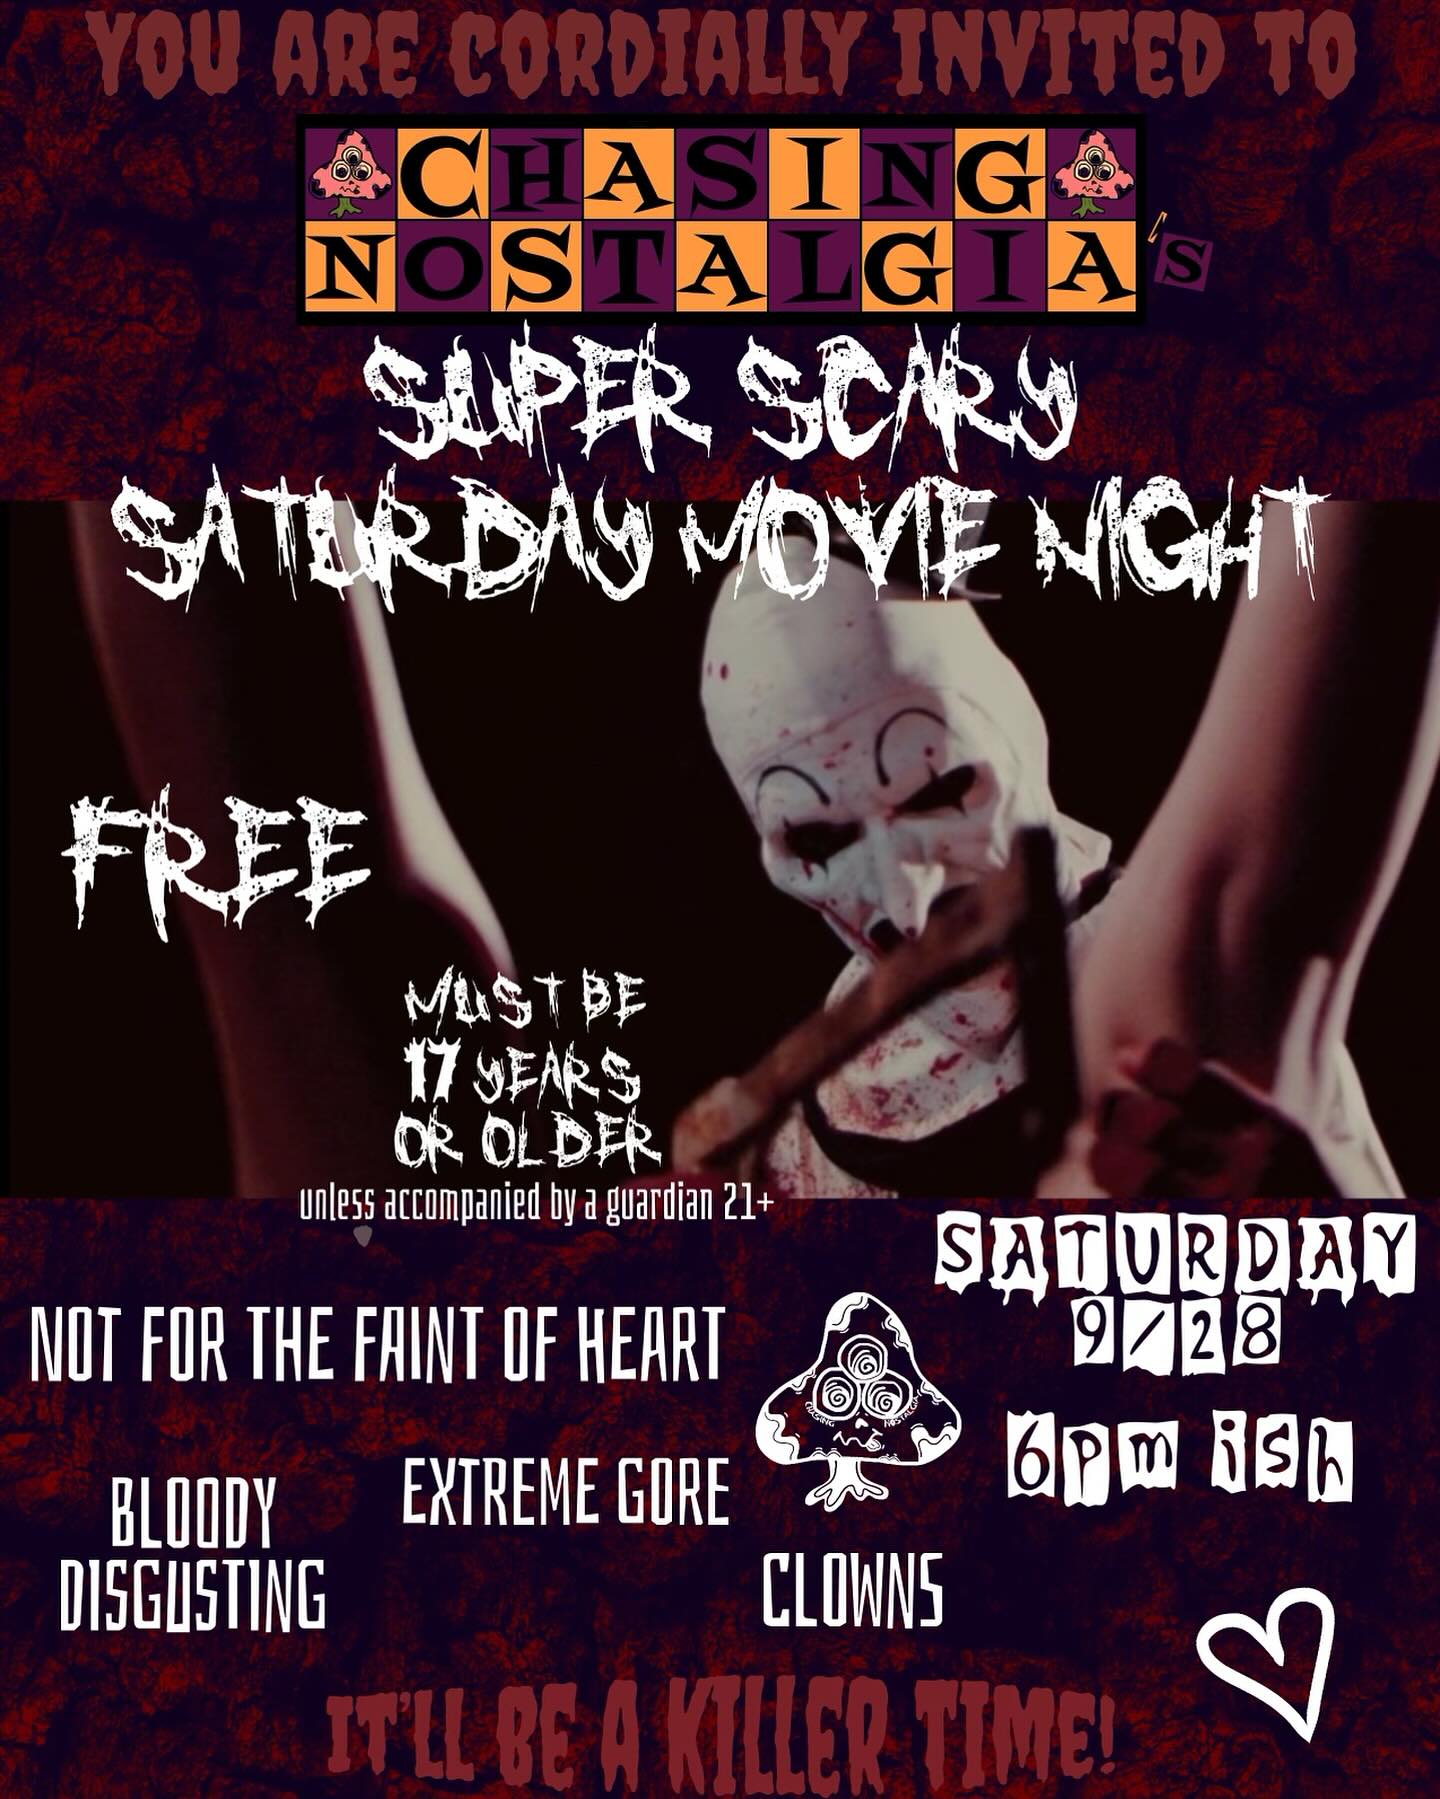 YOU ARE CORDIALLY INVITED TO
CHASING
NOSTALGIA'S
SUPER SCARY
SATURDAY MOVIE NIGHT
FREE
MUST BE
17 YEARS
OR OLDER
unless accompanied by a guardian 21+
SATURDAY
9/28
6pm ish
NOT FOR THE FAINT OF HEART
CHASING NOSTALGIA
EXTREME GORE
BLOODY
DISGUSTING
CLOWNS
IT'LL BE A KILLER TIME!